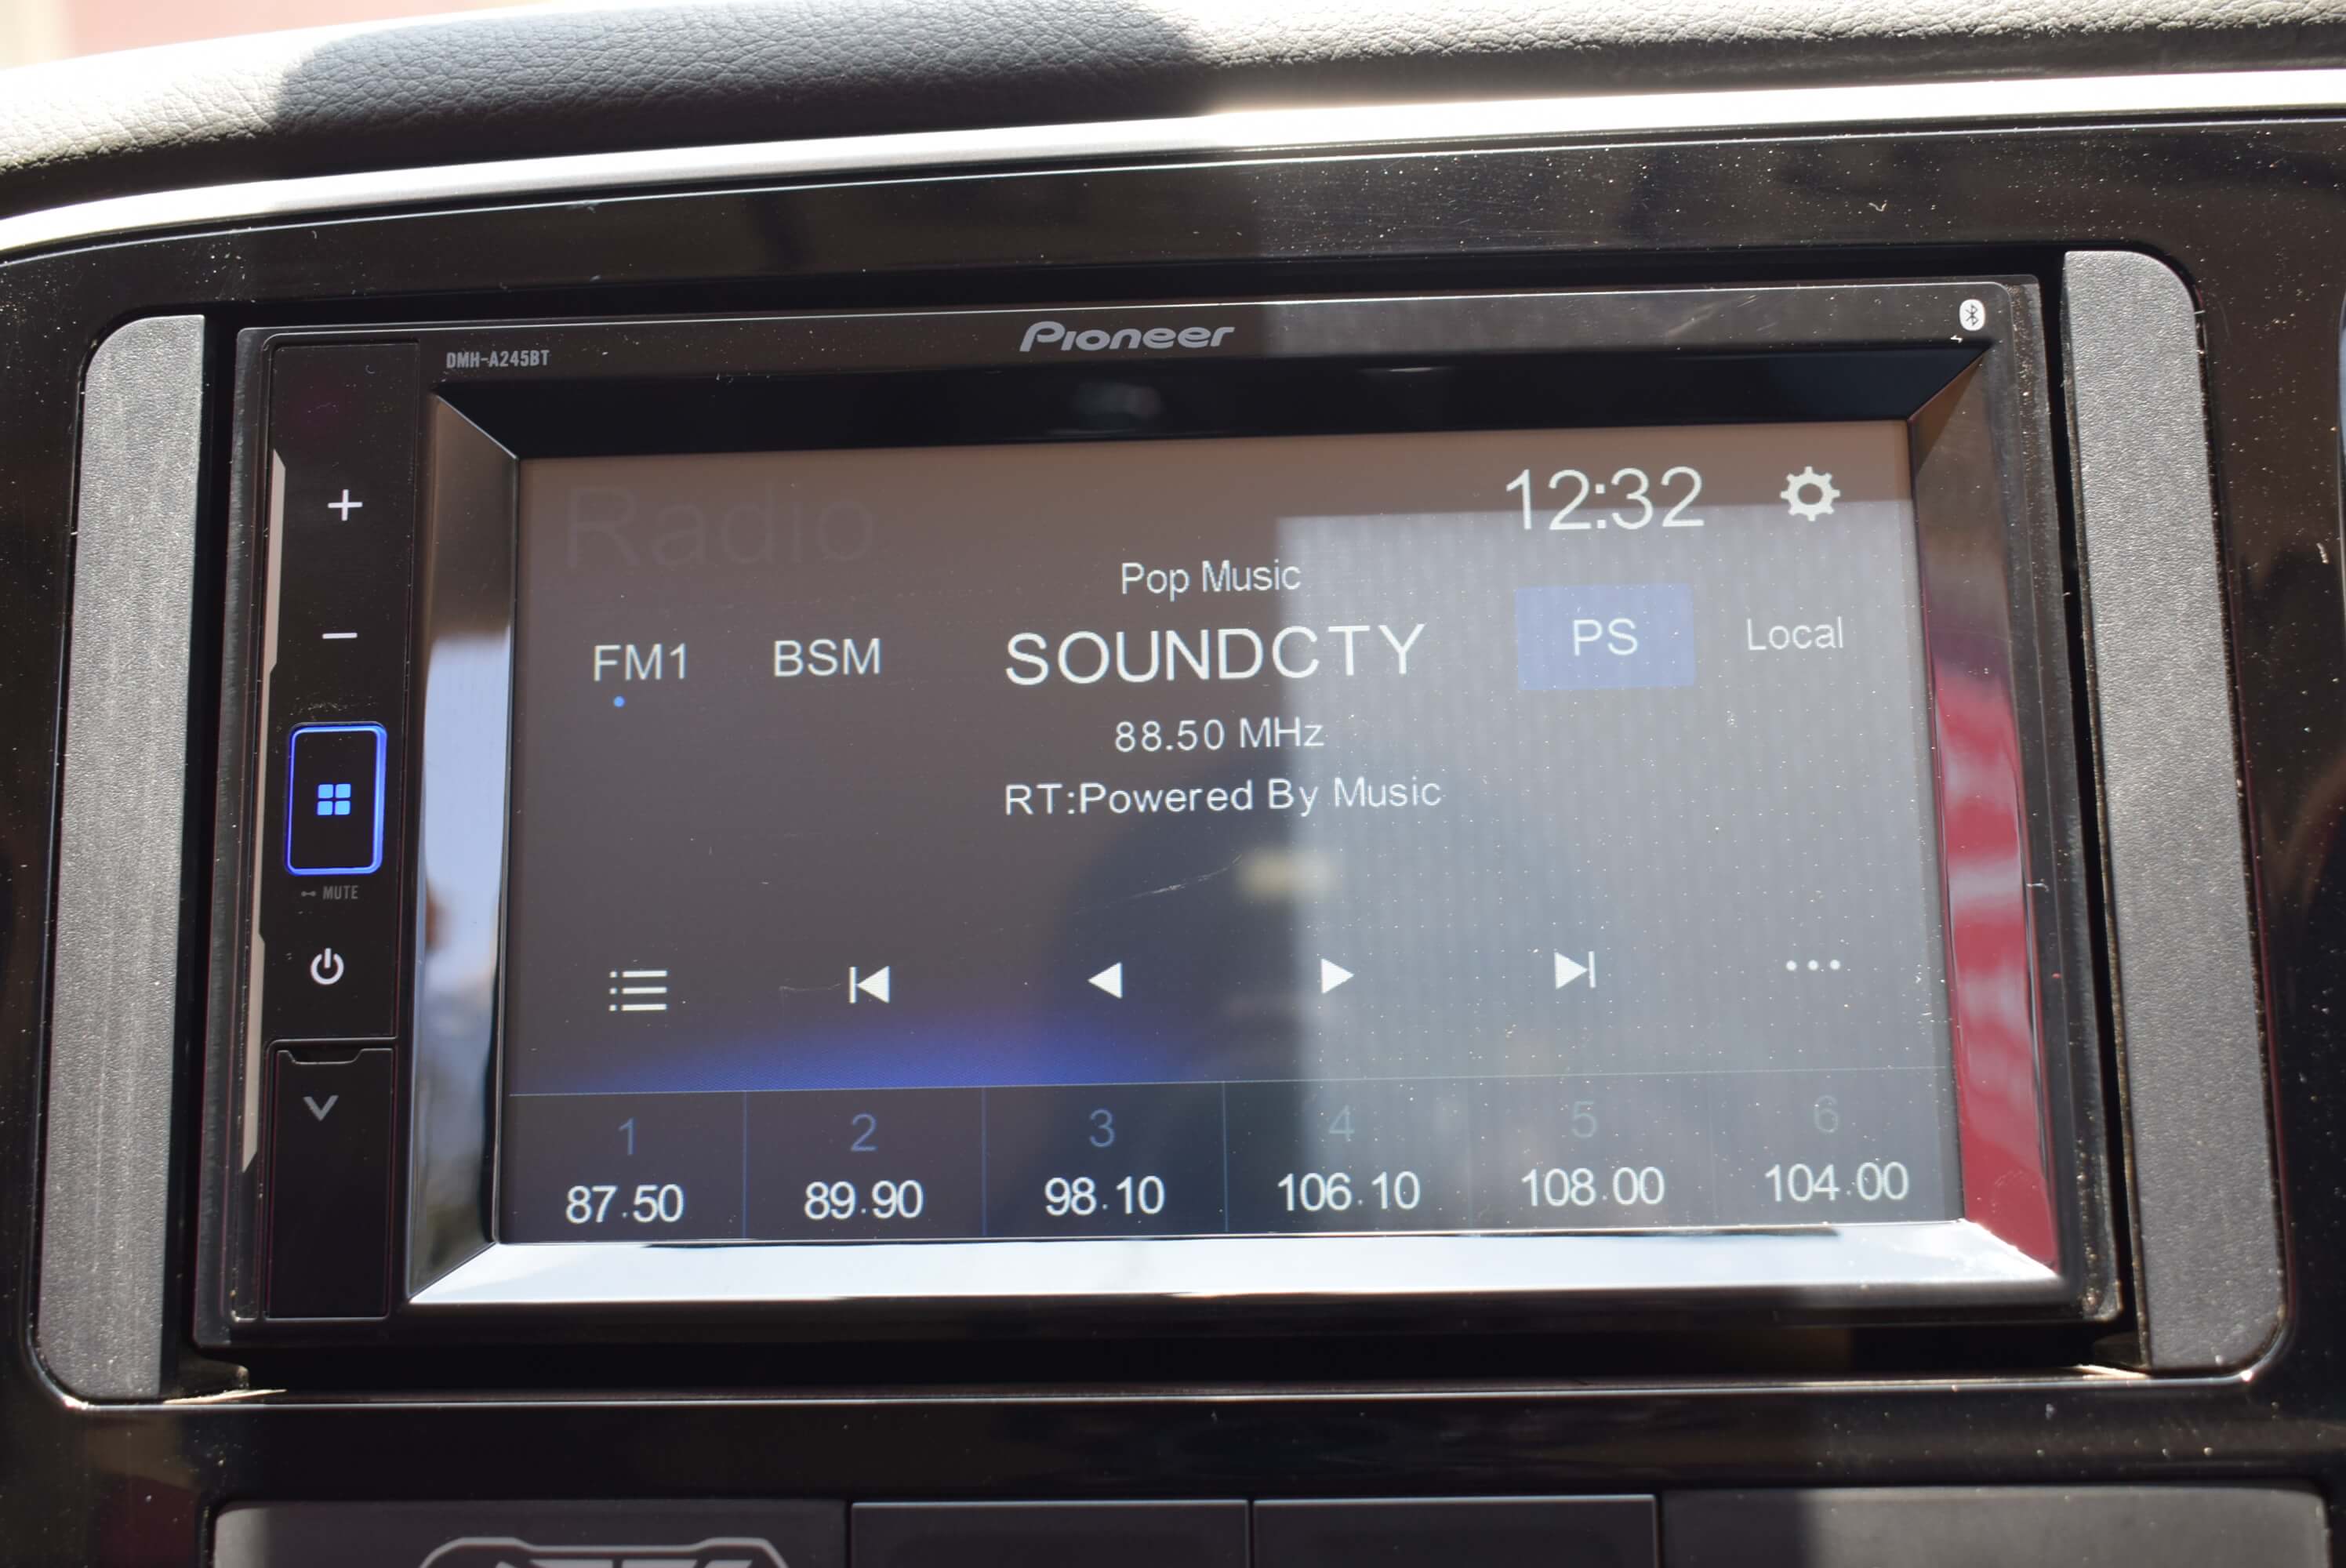 Pioneer
DMH-A245BT
Radio
12:32
Pop Music
FM1 BSM SOUNDCTY PS Local
88.50 MHz
RT:Powered By Music
MUTE
1 2 3 4 5 6
87.50 89.90 98.10 106.10 108.00 104.00